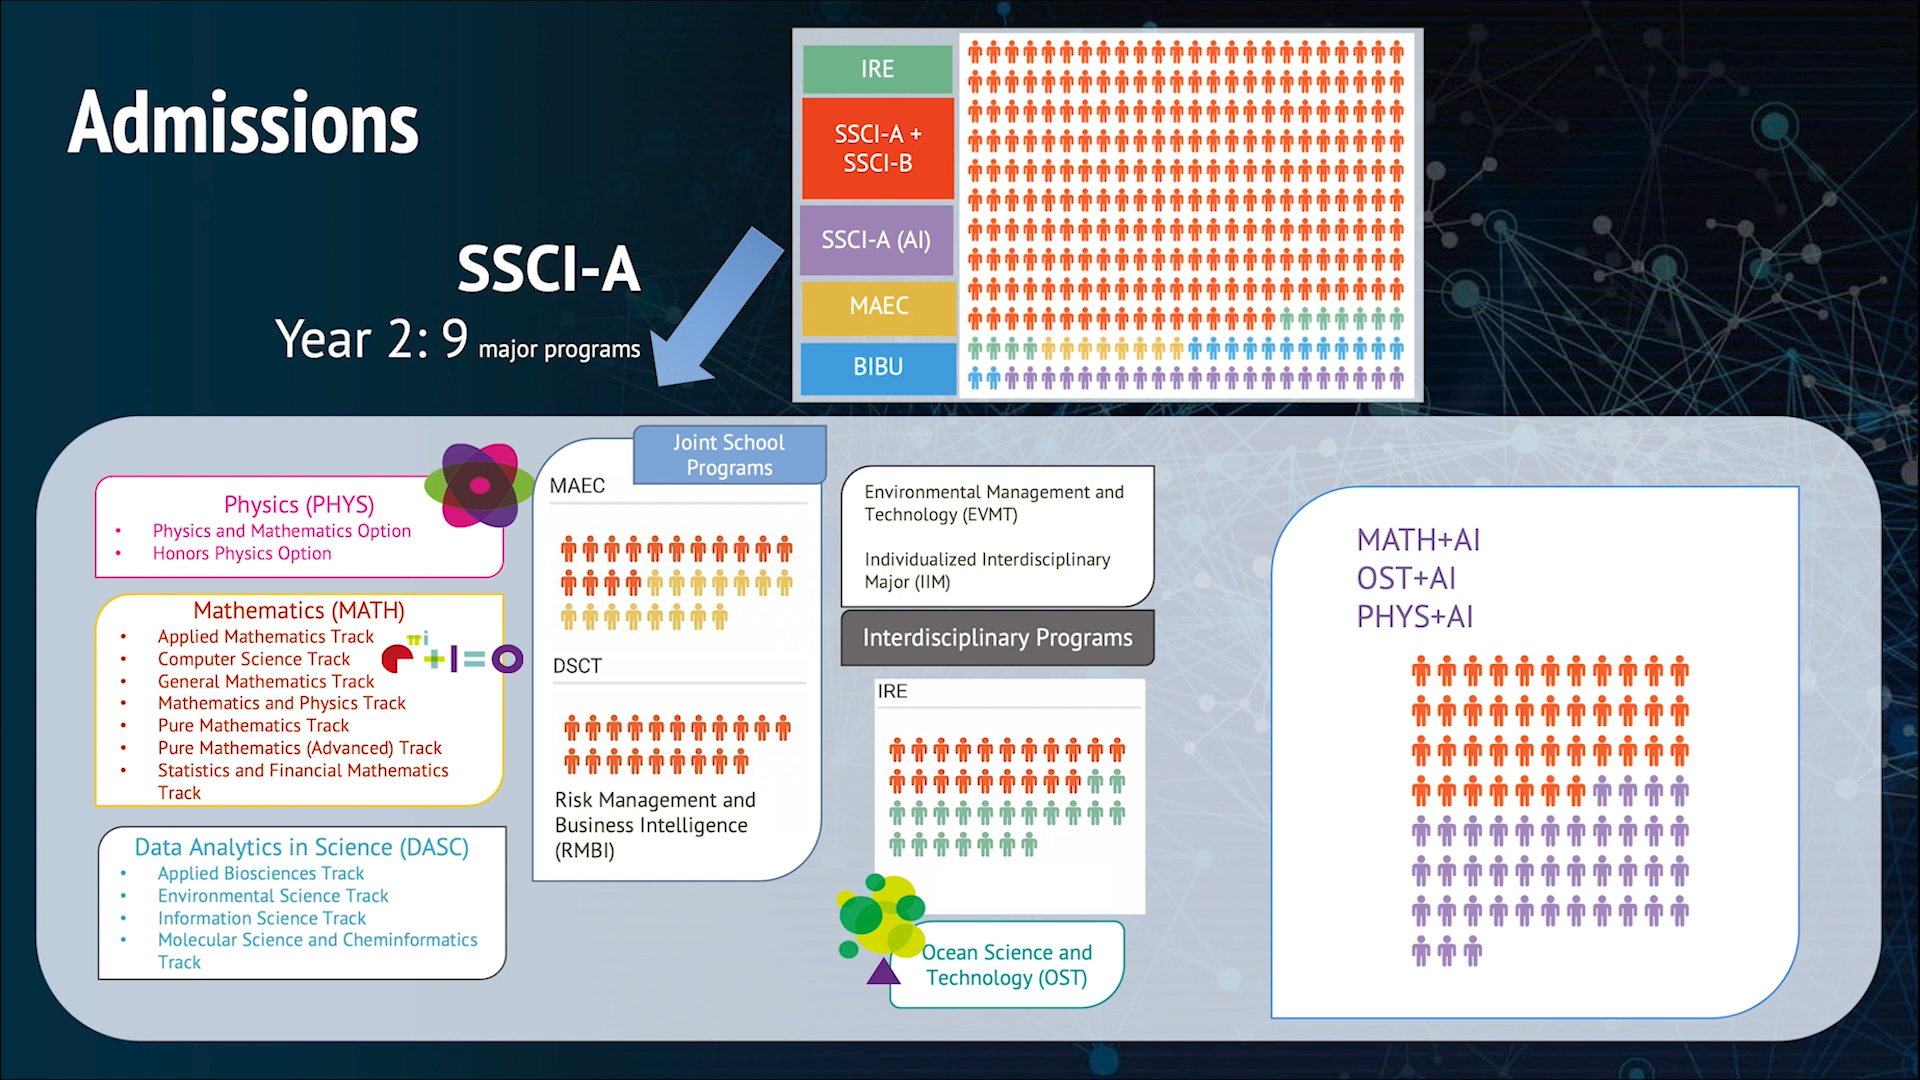 Admissions
SSCI-A
Year 2: 9 major programs
IRE
SSCI-A +
SSCI-B
SSCI-A (AI)
MAEC
BIBU
Physics (PHYS)
• Physics and Mathematics Option
• Honors Physics Option
Mathematics (MATH)
• Applied Mathematics Track
• Computer Science Track
• General Mathematics Track
• Mathematics and Physics Track
• Pure Mathematics Track
• Pure Mathematics (Advanced) Track
• Statistics and Financial Mathematics
Track
πi
e+1=0
Data Analytics in Science (DASC)
• Applied Biosciences Track
• Environmental Science Track
• Information Science Track
• Molecular Science and Cheminformatics
Track
Joint School
Programs
MAEC
DSCT
Risk Management and
Business Intelligence
(RMBI)
Environmental Management and
Technology (EVMT)
Individualized Interdisciplinary
Major (IIM)
Interdisciplinary Programs
IRE
Ocean Science and
Technology (OST)
MATH+AI
OST+AI
PHYS+AI